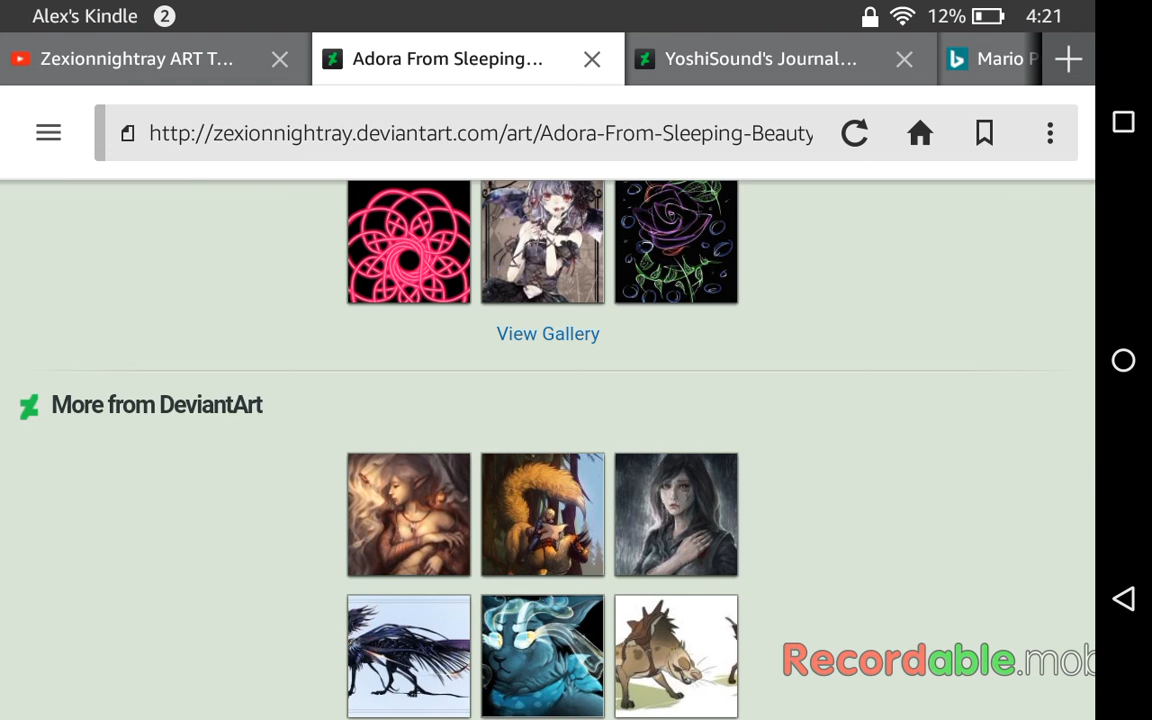 Alex's Kindle 2 12% 4:21
Zexionnightray ART T... Adora From Sleeping... YoshiSound's Journal... Mario P
http://zexionnightray.deviantart.com/art/Adora-From-Sleeping-Beauty
View Gallery
More from DeviantArt
Recordable.mob